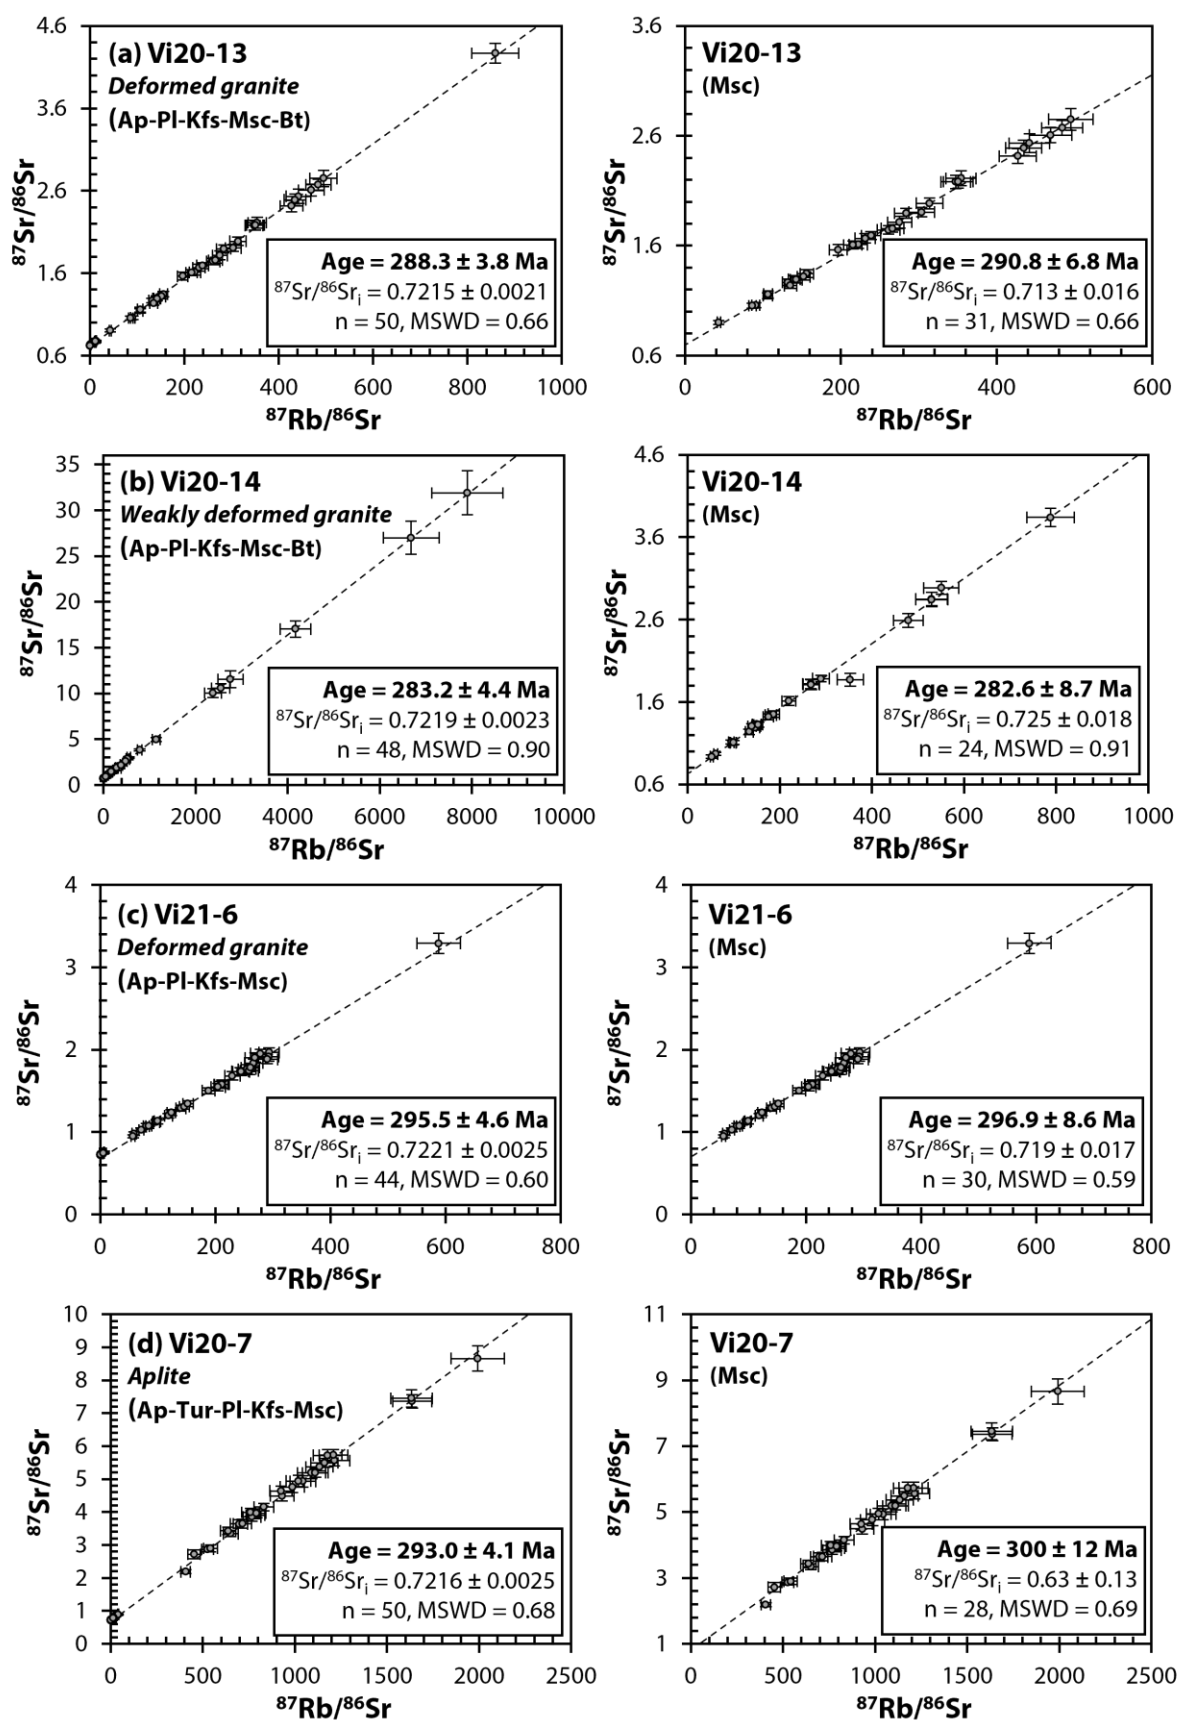 4.6
3.6
2.6
1.6
0.6
⁸⁷Sr/⁸⁶Sr
(a) Vi20-13
Deformed granite
(Ap-Pl-Kfs-Msc-Bt)
Age = 288.3 ± 3.8 Ma
⁸⁷Sr/⁸⁶Srᵢ = 0.7215 ± 0.0021
n = 50, MSWD = 0.66
0 200 400 600 800 1000
⁸⁷Rb/⁸⁶Sr
3.6
2.6
1.6
0.6
Vi20-13
(Msc)
Age = 290.8 ± 6.8 Ma
⁸⁷Sr/⁸⁶Srᵢ = 0.713 ± 0.016
n = 31, MSWD = 0.66
0 200 400 600
⁸⁷Rb/⁸⁶Sr
35
30
25
20
15
10
5
0
⁸⁷Sr/⁸⁶Sr
(b) Vi20-14
Weakly deformed granite
(Ap-Pl-Kfs-Msc-Bt)
Age = 283.2 ± 4.4 Ma
⁸⁷Sr/⁸⁶Srᵢ = 0.7219 ± 0.0023
n = 48, MSWD = 0.90
0 2000 4000 6000 8000 10000
⁸⁷Rb/⁸⁶Sr
4.6
3.6
2.6
1.6
0.6
Vi20-14
(Msc)
Age = 282.6 ± 8.7 Ma
⁸⁷Sr/⁸⁶Srᵢ = 0.725 ± 0.018
n = 24, MSWD = 0.91
0 200 400 600 800 1000
⁸⁷Rb/⁸⁶Sr
4
3
2
1
0
⁸⁷Sr/⁸⁶Sr
(c) Vi21-6
Deformed granite
(Ap-Pl-Kfs-Msc)
Age = 295.5 ± 4.6 Ma
⁸⁷Sr/⁸⁶Srᵢ = 0.7221 ± 0.0025
n = 44, MSWD = 0.60
0 200 400 600 800
⁸⁷Rb/⁸⁶Sr
4
3
2
1
0
Vi21-6
(Msc)
Age = 296.9 ± 8.6 Ma
⁸⁷Sr/⁸⁶Srᵢ = 0.719 ± 0.017
n = 30, MSWD = 0.59
0 200 400 600 800
⁸⁷Rb/⁸⁶Sr
10
9
8
7
6
5
4
3
2
1
0
⁸⁷Sr/⁸⁶Sr
(d) Vi20-7
Aplite
(Ap-Tur-Pl-Kfs-Msc)
Age = 293.0 ± 4.1 Ma
⁸⁷Sr/⁸⁶Srᵢ = 0.7216 ± 0.0025
n = 50, MSWD = 0.68
0 500 1000 1500 2000 2500
⁸⁷Rb/⁸⁶Sr
11
9
7
5
3
1
Vi20-7
(Msc)
Age = 300 ± 12 Ma
⁸⁷Sr/⁸⁶Srᵢ = 0.63 ± 0.13
n = 28, MSWD = 0.69
0 500 1000 1500 2000 2500
⁸⁷Rb/⁸⁶Sr